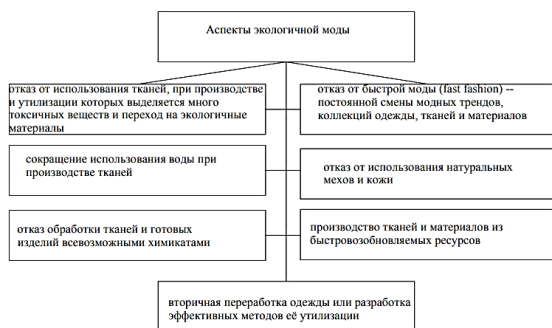 Аспекты экологичной моды
отказ от использования тканей, при производстве
и утилизации которых выделяется много
токсичных веществ и переход на экологичные
материалы
отказ от быстрой моды (fast fashion) --
постоянной смены модных трендов,
коллекций одежды, тканей и материалов
сокращение использования воды при
производстве тканей
отказ от использования натуральных
мехов и кожи
отказ обработки тканей и готовых
изделий всевозможными химикатами
производство тканей и материалов из
быстровозобновляемых ресурсов
вторичная переработка одежды или разработка
эффективных методов её утилизации